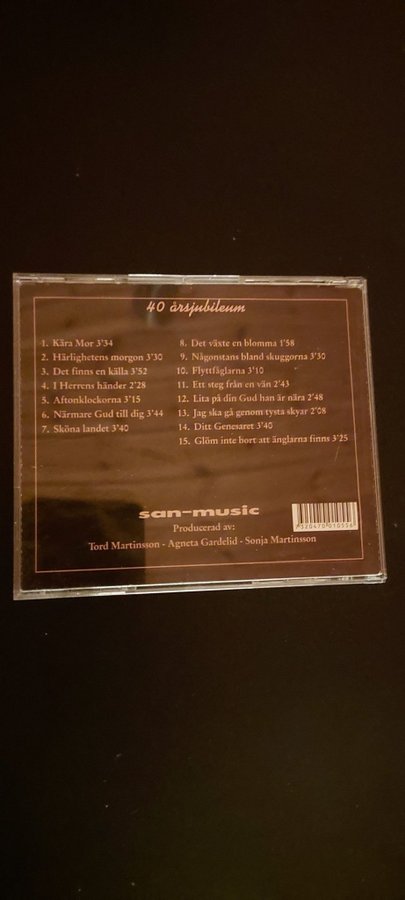 40 årsjubileum
1. Kära Mor 3'34
2. Härlighetens morgon 3'30
3. Det finns en källa 3'52
4. I Herrens händer 2'28
5. Aftonklockorna 3'15
6. Närmare Gud till dig 3'44
7. Sköna landet 3'40
8. Det växte en blomma 1'58
9. Någonstans bland skuggorna 3'30
10. Flyttfåglarna 3'10
11. Ett steg från en vän 2'43
12. Lita på din Gud han är nära 2'48
13. Jag ska gå genom tysta skyar 2'08
14. Ditt Genesaret 3'40
15. Glöm inte bort att änglarna finns 3'25
san-music
Producerad av:
Tord Martinsson - Agneta Gardelid - Sonja Martinsson
7 320470 010556